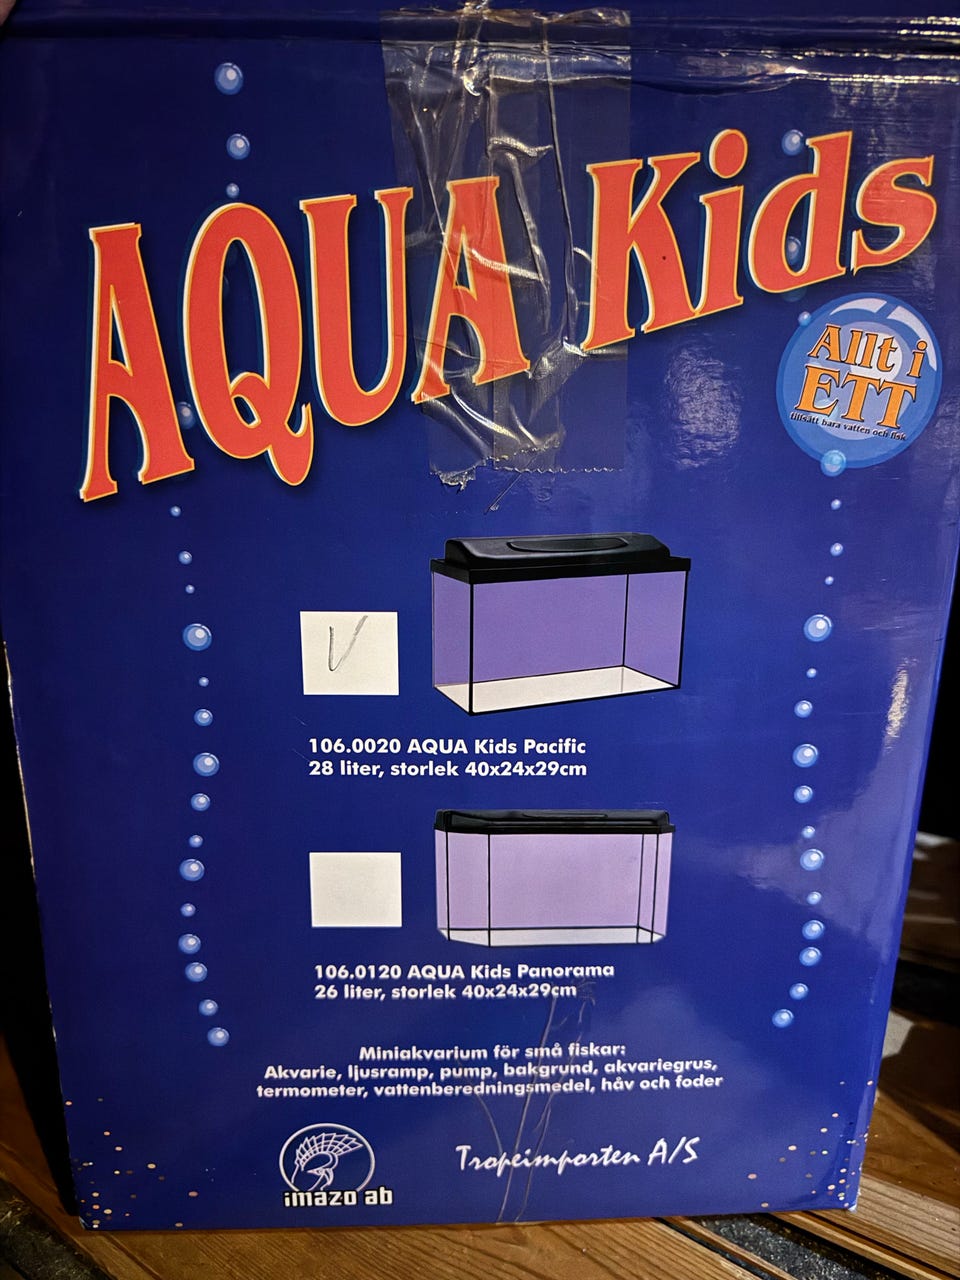 AQUA Kids
Allt i
ETT
tillsätt bara vatten och fisk
V
106.0020 AQUA Kids Pacific
28 liter, storlek 40x24x29cm
106.0120 AQUA Kids Panorama
26 liter, storlek 40x24x29cm
Miniakvarium för små fiskar:
Akvarie, ljusramp, pump, bakgrund, akvariegrus,
termometer, vattenberedningsmedel, håv och foder
imazo ab
Tropeimporten A/S